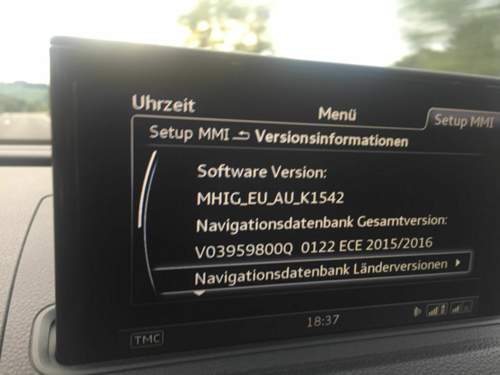 Uhrzeit
Menü
Setup MMI
Setup MMI Versionsinformationen
Software Version:
MHIG_EU_AU_K1542
Navigationsdatenbank Gesamtversion:
V03959800Q 0122 ECE 2015/2016
Navigationsdatenbank Länderversionen
18:37
TMC